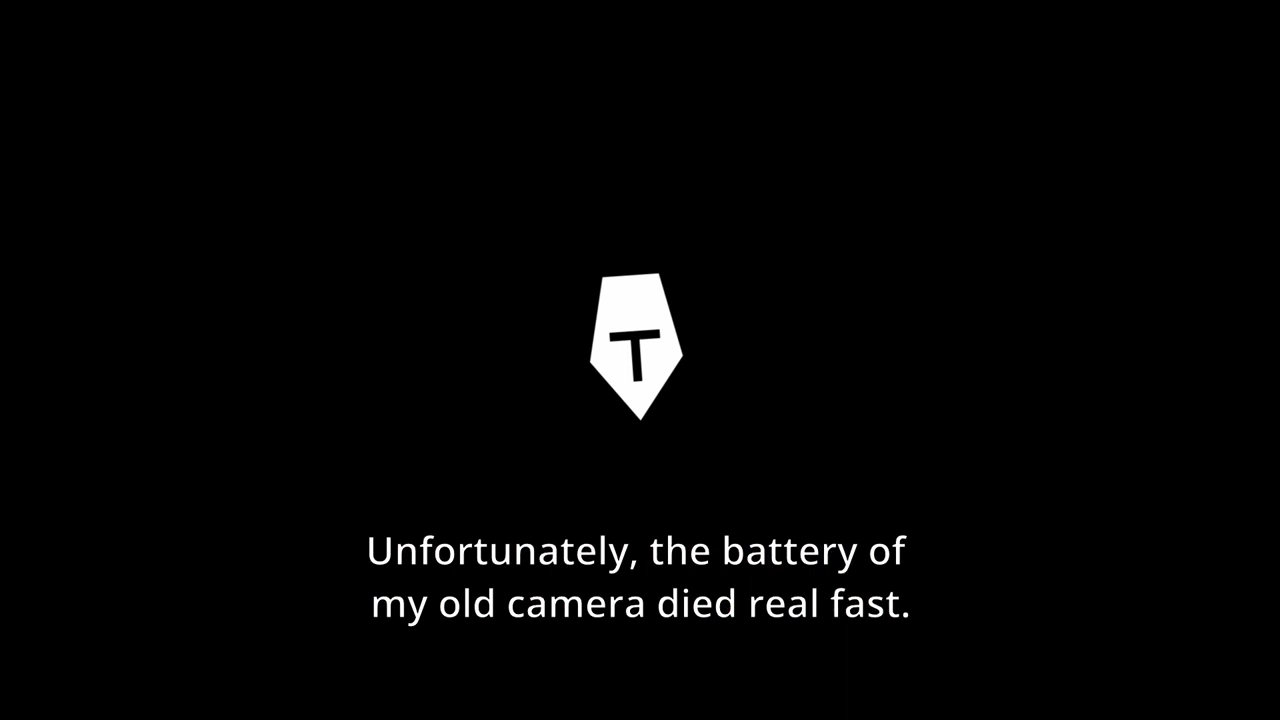 T
Unfortunately, the battery of
my old camera died real fast.